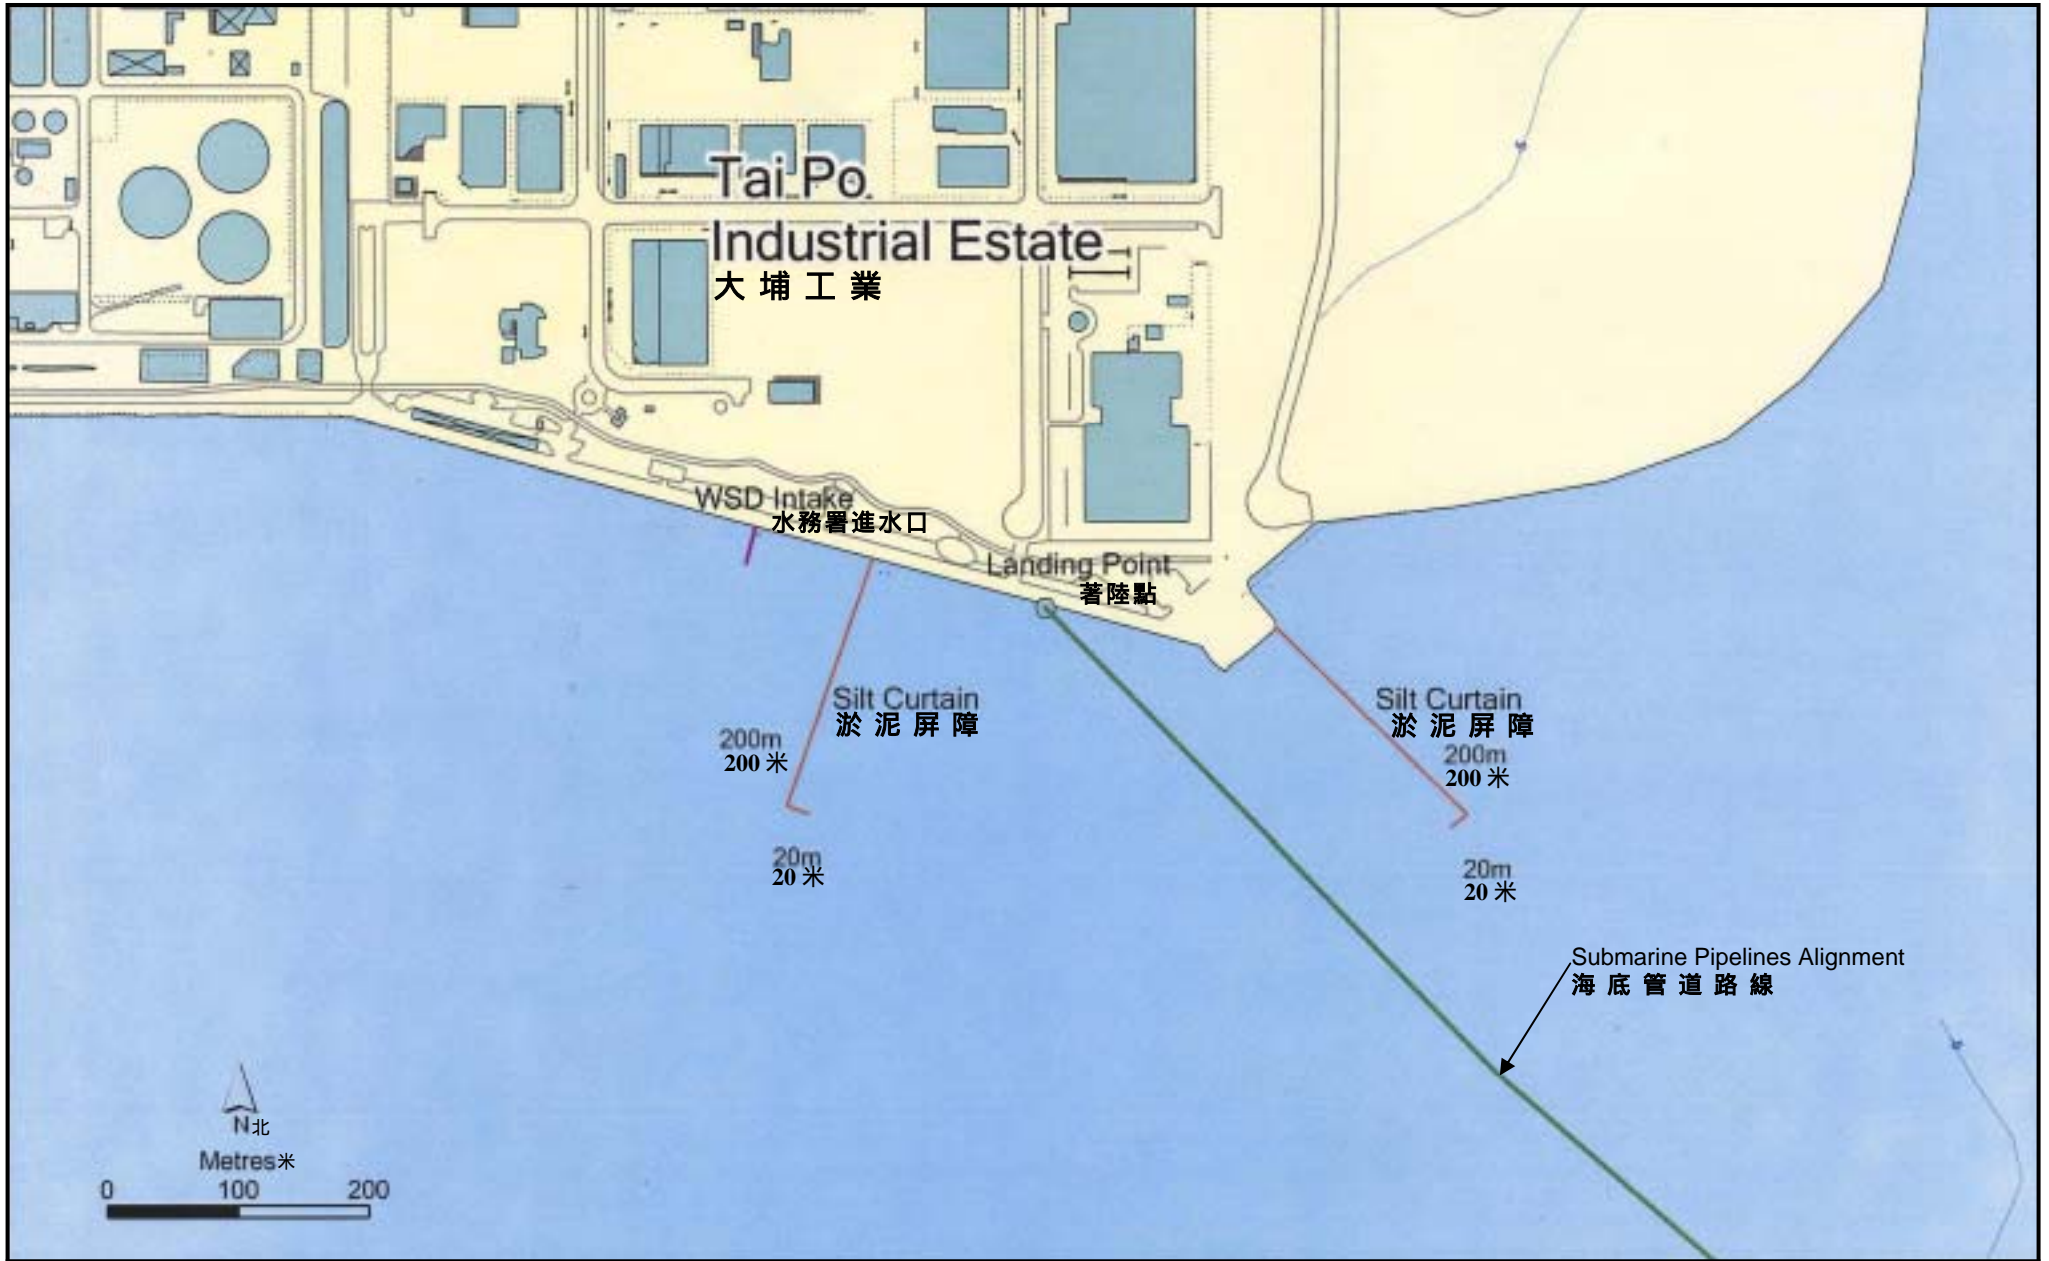 Tai Po
Industrial Estate
大埔工業
WSD Intake
水務署進水口
Landing Point
著陸點
Silt Curtain
淤泥屏障
200m
200 米
20m
20 米
Silt Curtain
淤泥屏障
200m
200 米
20m
20 米
Submarine Pipelines Alignment
海底管道路線
N北
Metres米
0 100 200